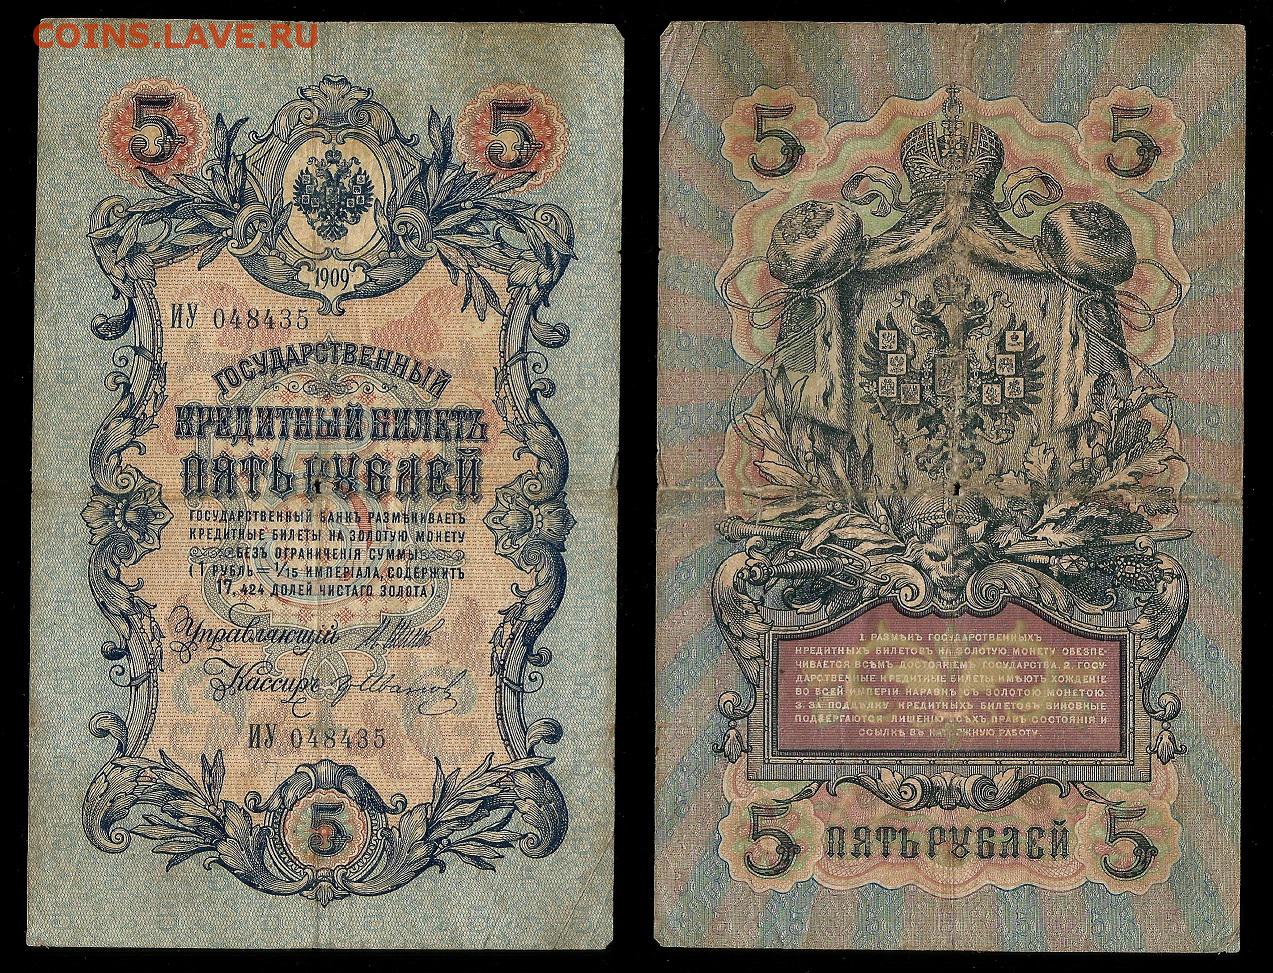 COINS.LAVE.RU
5 5
1909
ИУ 048435
ГОСУДАРСТВЕННЫЙ
КРЕДИТНЫЙ БИЛЕТЪ
ПЯТЬ РУБЛЕЙ
ГОСУДАРСТВЕННЫЙ БАНКЪ РАЗМѢНИВАЕТЪ
КРЕДИТНЫЕ БИЛЕТЫ НА ЗОЛОТУЮ МОНЕТУ
БЕЗЪ ОГРАНИЧЕНІЯ СУММЫ
(1 РУБЛЬ = 1/15 ИМПЕРІАЛА, СОДЕРЖИТЪ
17,424 ДОЛЕЙ ЧИСТАГО ЗОЛОТА)
Управляющій
Кассиръ
ИУ 048435
5
5 5
1. РАЗМѢНЪ ГОСУДАРСТВЕННЫХЪ
КРЕДИТНЫХЪ БИЛЕТОВЪ НА ЗОЛОТУЮ МОНЕТУ ОБЕЗПЕ-
ЧИВАЕТСЯ ВСѢМЪ ДОСТОЯНІЕМЪ ГОСУДАРСТВА. 2. ГОСУ-
ДАРСТВЕННЫЕ КРЕДИТНЫЕ БИЛЕТЫ ИМѢЮТЪ ХОЖДЕНІЕ
ВО ВСЕЙ ИМПЕРІИ НАРАВНѢ СЪ ЗОЛОТОЮ МОНЕТОЮ.
3. ЗА ПОДДѢЛКУ КРЕДИТНЫХЪ БИЛЕТОВЪ ВИНОВНЫЕ
ПОДВЕРГАЮТСЯ ЛИШЕНІЮ ВСѢХЪ ПРАВЪ СОСТОЯНІЯ И
ССЫЛКѢ ВЪ КАТОРЖНУЮ РАБОТУ.
5 ПЯТЬ РУБЛЕЙ 5